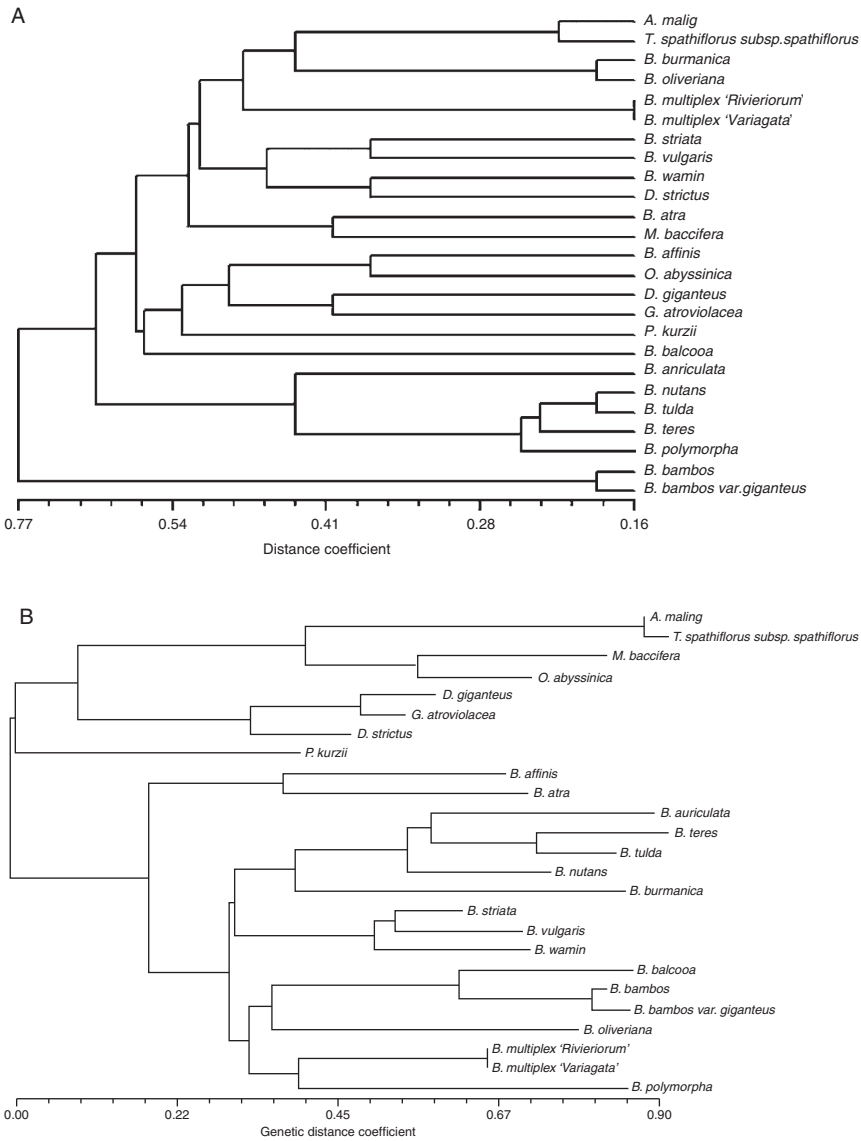 A
A. malig
T. spathiflorus subsp.spathiflorus
B. burmanica
B. oliveriana
B. multiplex ‘Rivieriorum’
B. multiplex ‘Variagata’
B. striata
B. vulgaris
B. wamin
D. strictus
B. atra
M. baccifera
B. affinis
O. abyssinica
D. giganteus
G. atroviolacea
P. kurzii
B. balcooa
B. anriculata
B. nutans
B. tulda
B. teres
B. polymorpha
B. bambos
B. bambos var.giganteus
0.77 0.54 0.41 0.28 0.16
Distance coefficient
B
A. maling
T. spathiflorus subsp. spathiflorus
M. baccifera
O. abyssinica
D. giganteus
G. atroviolacea
D. strictus
P. kurzii
B. affinis
B. atra
B. auriculata
B. teres
B. tulda
B. nutans
B. burmanica
B. striata
B. vulgaris
B. wamin
B. balcooa
B. bambos
B. bambos var. giganteus
B. oliveriana
B. multiplex ‘Rivieriorum’
B. multiplex ‘Variagata’
B. polymorpha
0.00 0.22 0.45 0.67 0.90
Genetic distance coefficient